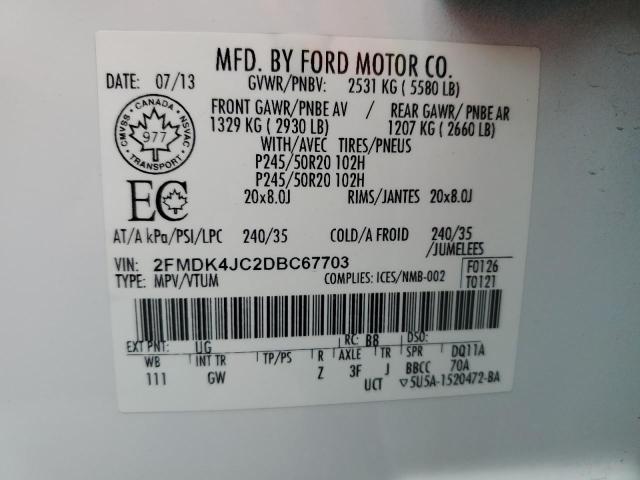 MFD. BY FORD MOTOR CO.
DATE: 07/13
GVWR/PNBV: 2531 KG ( 5580 LB)
FRONT GAWR/PNBE AV / REAR GAWR/ PNBE AR
1329 KG ( 2930 LB) 1207 KG ( 2660 LB)
CMVSS • CANADA • NSVAC
977
TRANSPORT
WITH/AVEC TIRES/PNEUS
P245/50R20 102H
P245/50R20 102H
EC
20x8.0J RIMS/JANTES 20x8.0J
AT/A kPa/PSI/LPC 240/35 COLD/A FROID 240/35
/JUMELEES
VIN: 2FMDK4JC2DBC67703 F0126
TYPE: MPV/VTUM COMPLIES: ICES/NMB-002 T0121
EXT PNT: UG RC: B8 DSO:
WB INT TR TP/PS R AXLE TR SPR DQ11A
111 GW Z 3F J BBCC 70A
UCT ▽5U5A-1520472-BA